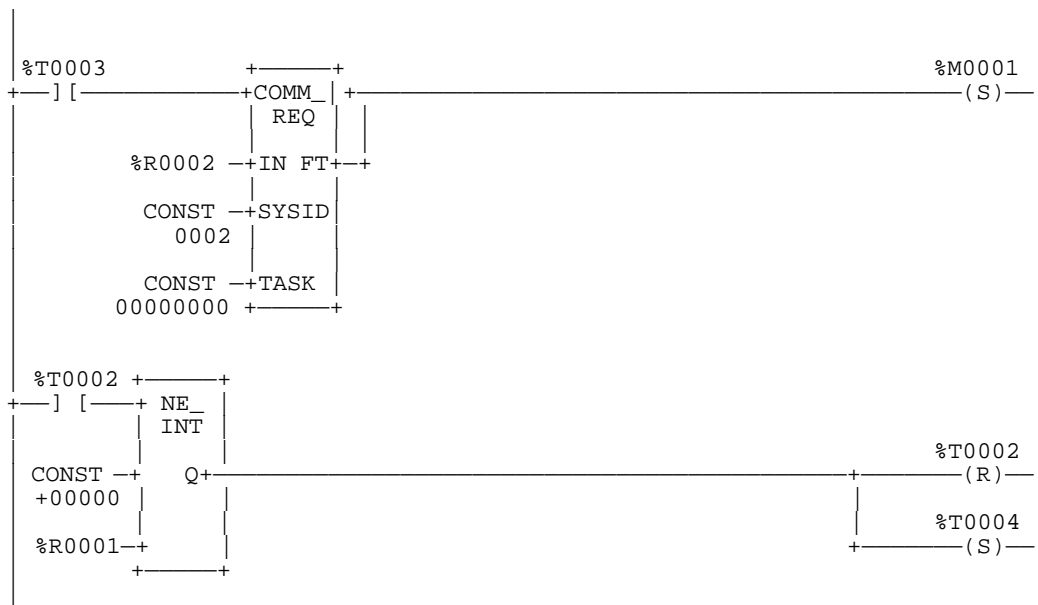 %T0003 %M0001
] [ COMM_ (S)
REQ
%R0002 IN FT
CONST SYSID
0002
CONST TASK
00000000
%T0002
] [ NE_
INT
%T0002
CONST Q (R)
+00000
%T0004
%R0001 (S)